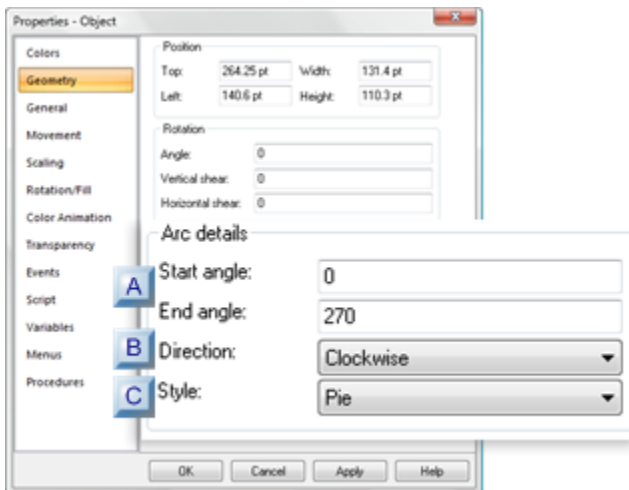 Properties - Object
Colors
Geometry
General
Movement
Scaling
Rotation/Fill
Color Animation
Transparency
Events
Script
Variables
Menus
Procedures
Position
Top: 264.25 pt Width: 131.4 pt
Left: 140.6 pt Height: 110.3 pt
Rotation
Angle: 0
Vertical shear: 0
Horizontal shear: 0
Arc details
A Start angle: 0
End angle: 270
B Direction: Clockwise
C Style: Pie
OK Cancel Apply Help